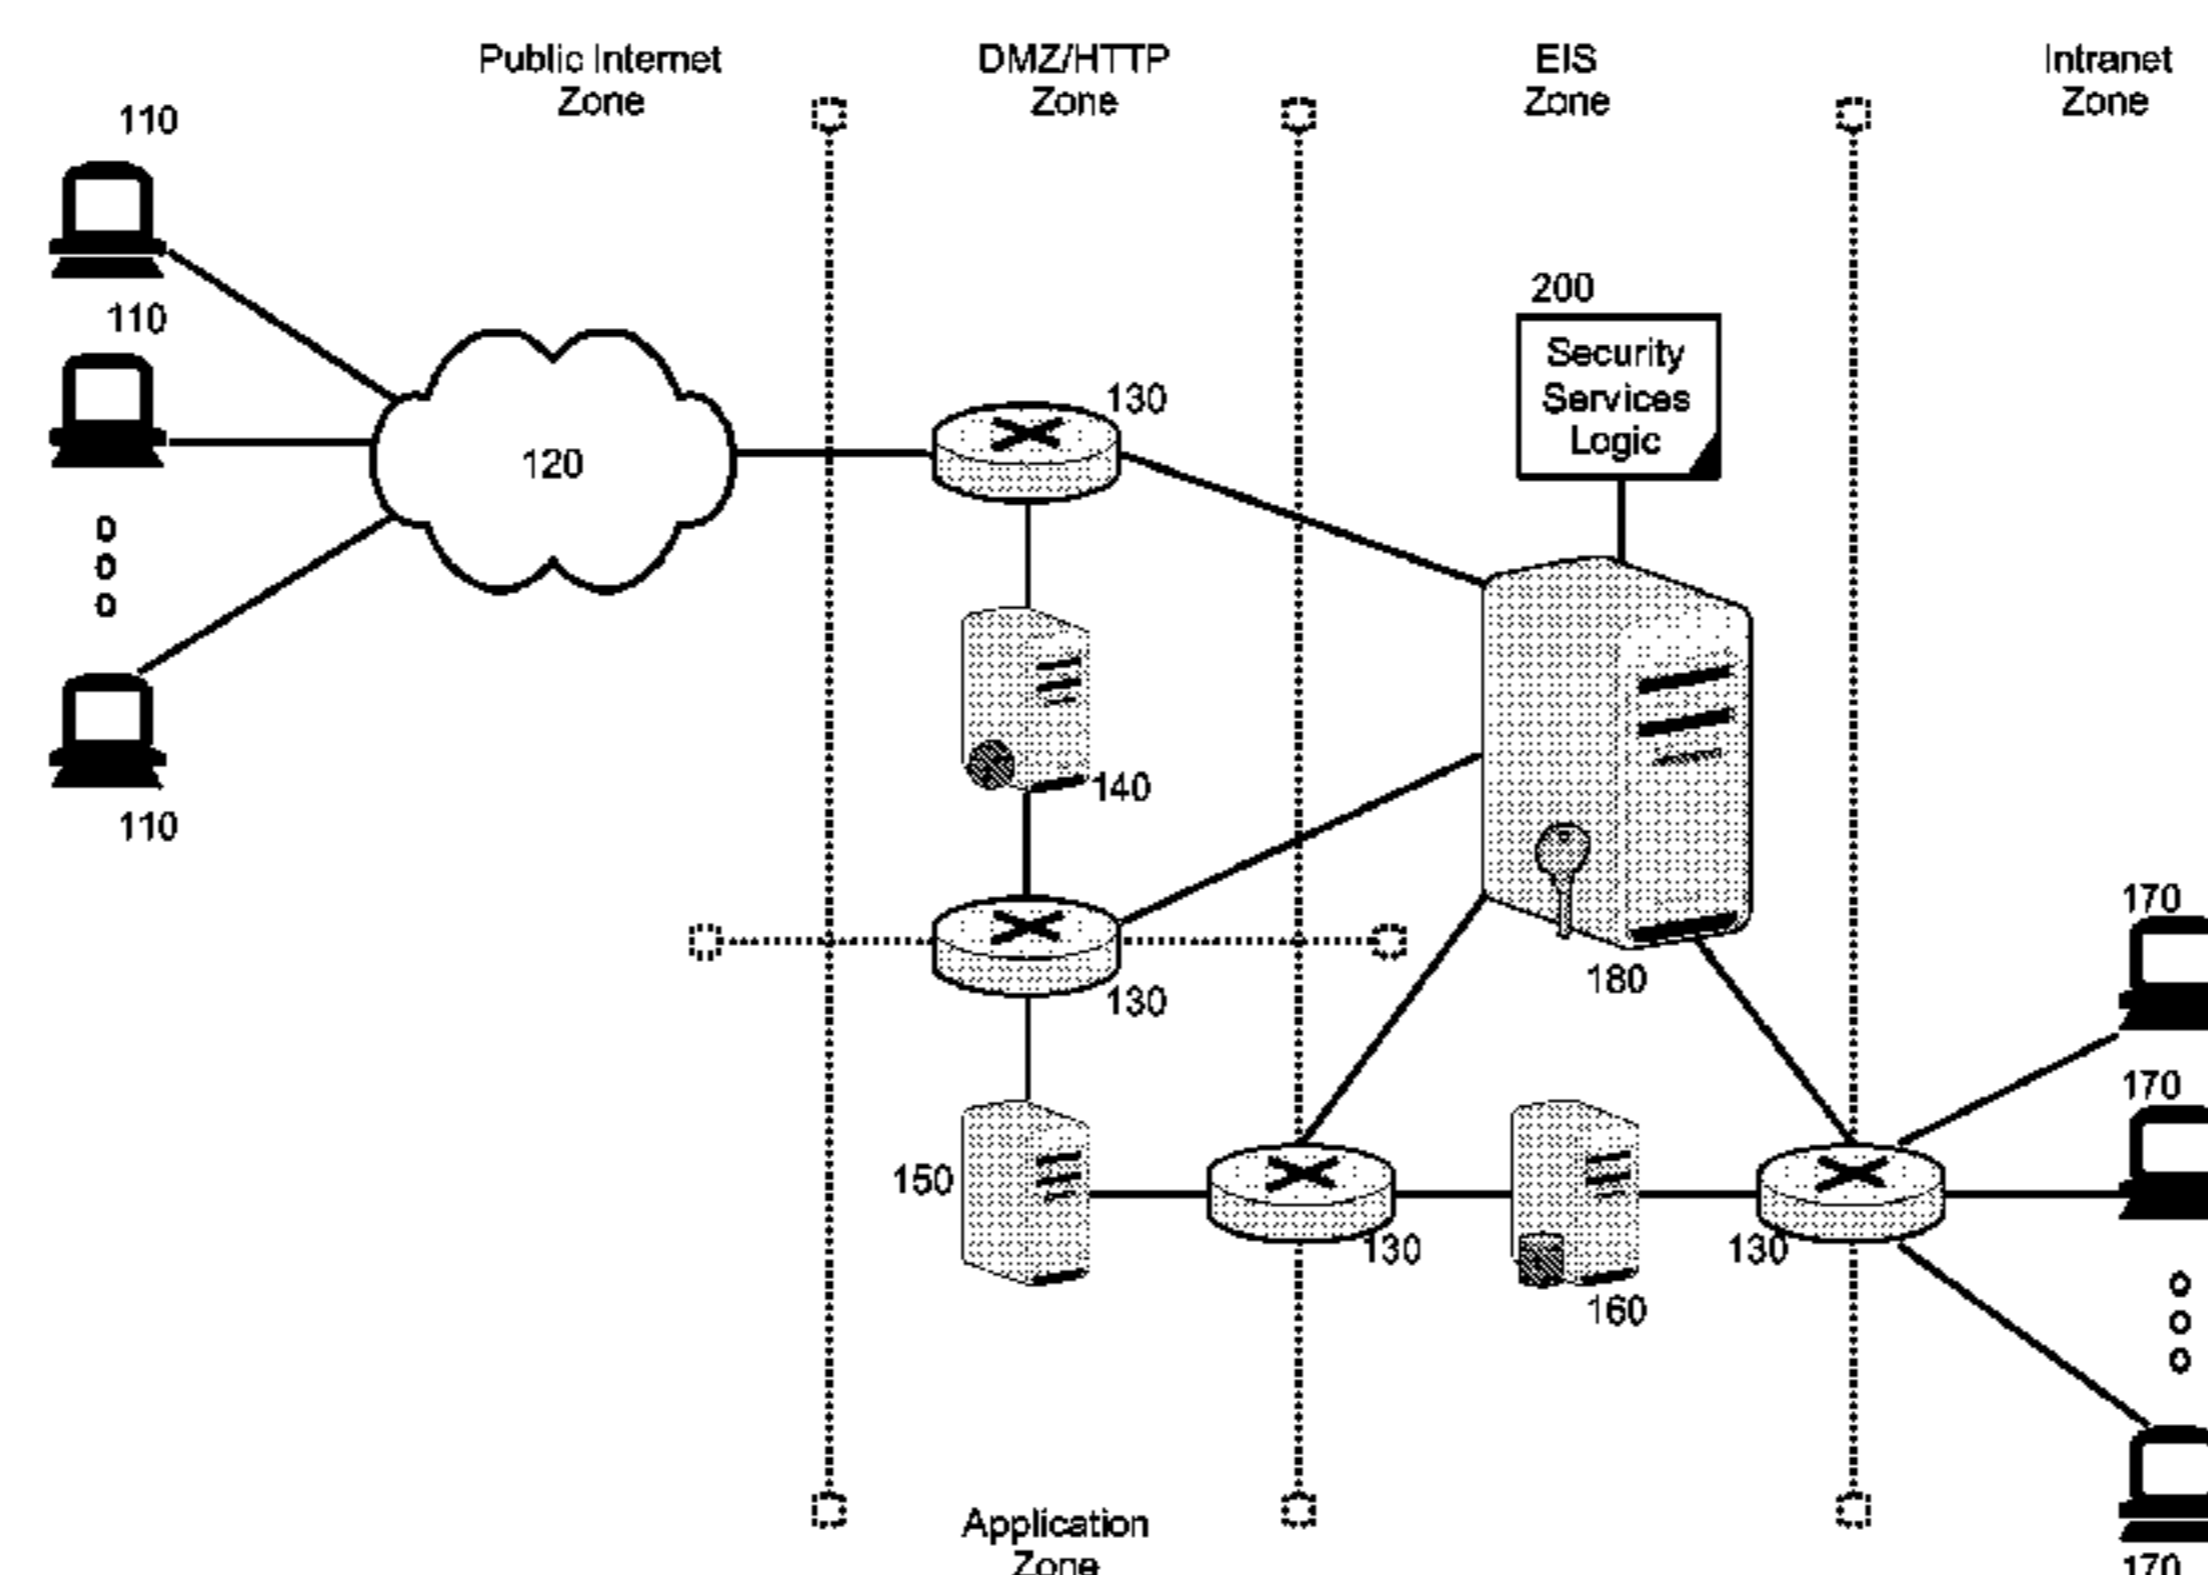 Public Internet
Zone
DMZ/HTTP
Zone
EIS
Zone
Intranet
Zone
110
110
200
Security
Services
Logic
130
120
140
110
170
180
130
170
150
130
130
160
Application
Zone
170